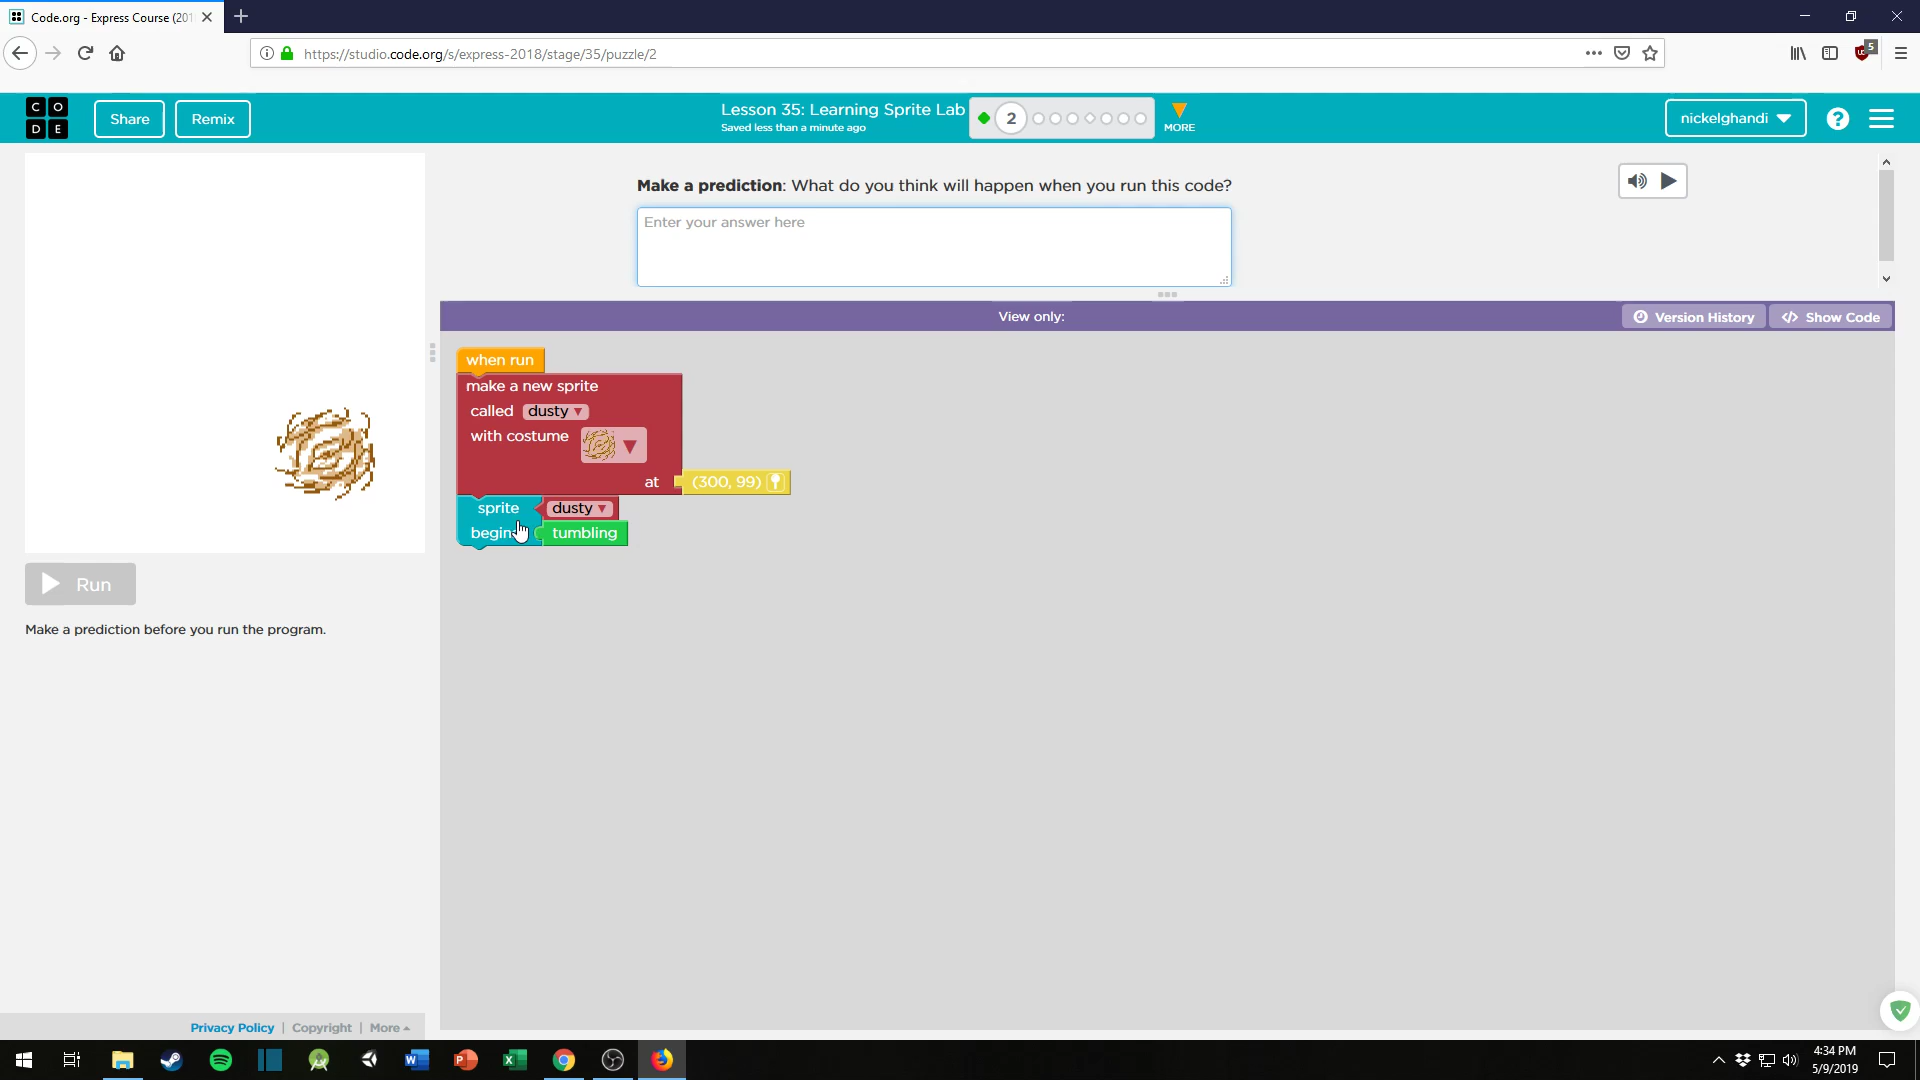 Code.org - Express Course (201
5
https://studio.code.org/s/express-2018/stage/35/puzzle/2
C O
D E
Share
Remix
Lesson 35: Learning Sprite Lab
Saved less than a minute ago
2
MORE
nickelghandi
?
Make a prediction: What do you think will happen when you run this code?
Enter your answer here
View only:
Version History
Show Code
when run
make a new sprite
called dusty
with costume
at (300, 99)
sprite dusty
begin tumbling
Run
Make a prediction before you run the program.
Privacy Policy | Copyright | More
4:34 PM
5/9/2019